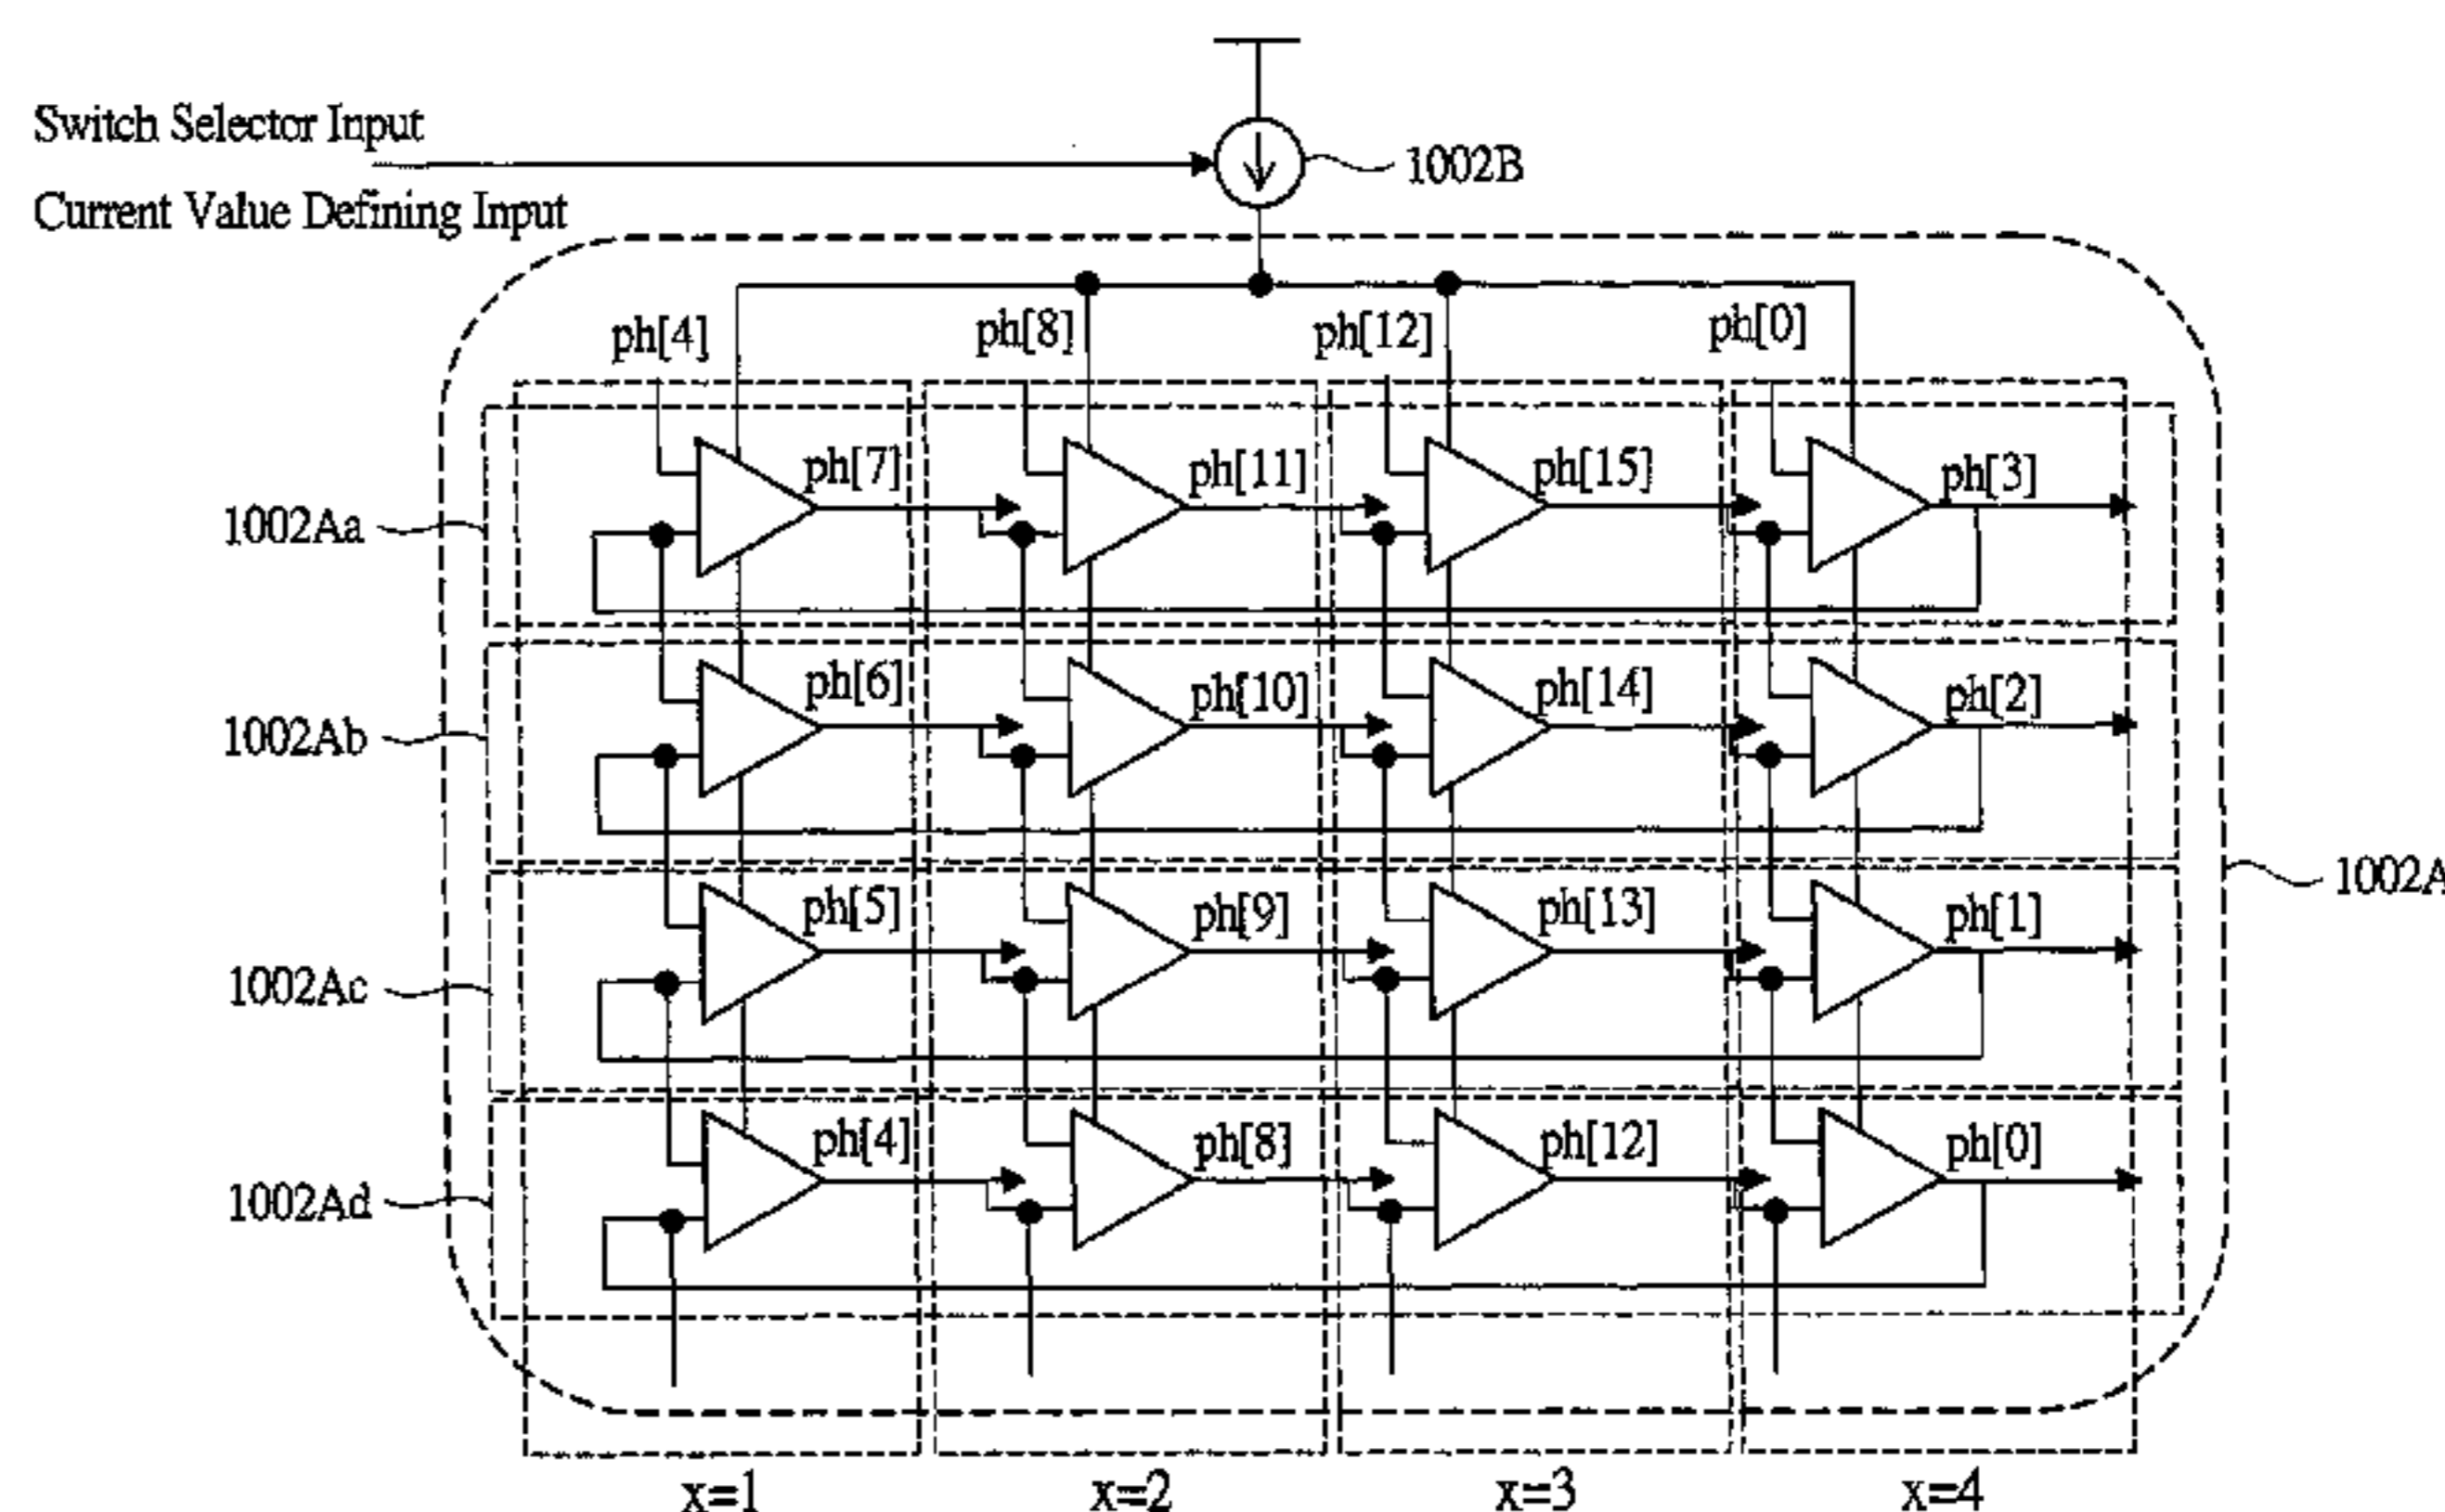 Switch Selector Input
1002B
Current Value Defining Input
ph[4] ph[8] ph[12] ph[0]
ph[7] ph[11] ph[15] ph[3]
1002Aa
ph[6] ph[10] ph[14] ph[2]
1002Ab
1002A
ph[5] ph[9] ph[13] ph[1]
1002Ac
ph[4] ph[8] ph[12] ph[0]
1002Ad
x=1 x=2 x=3 x=4